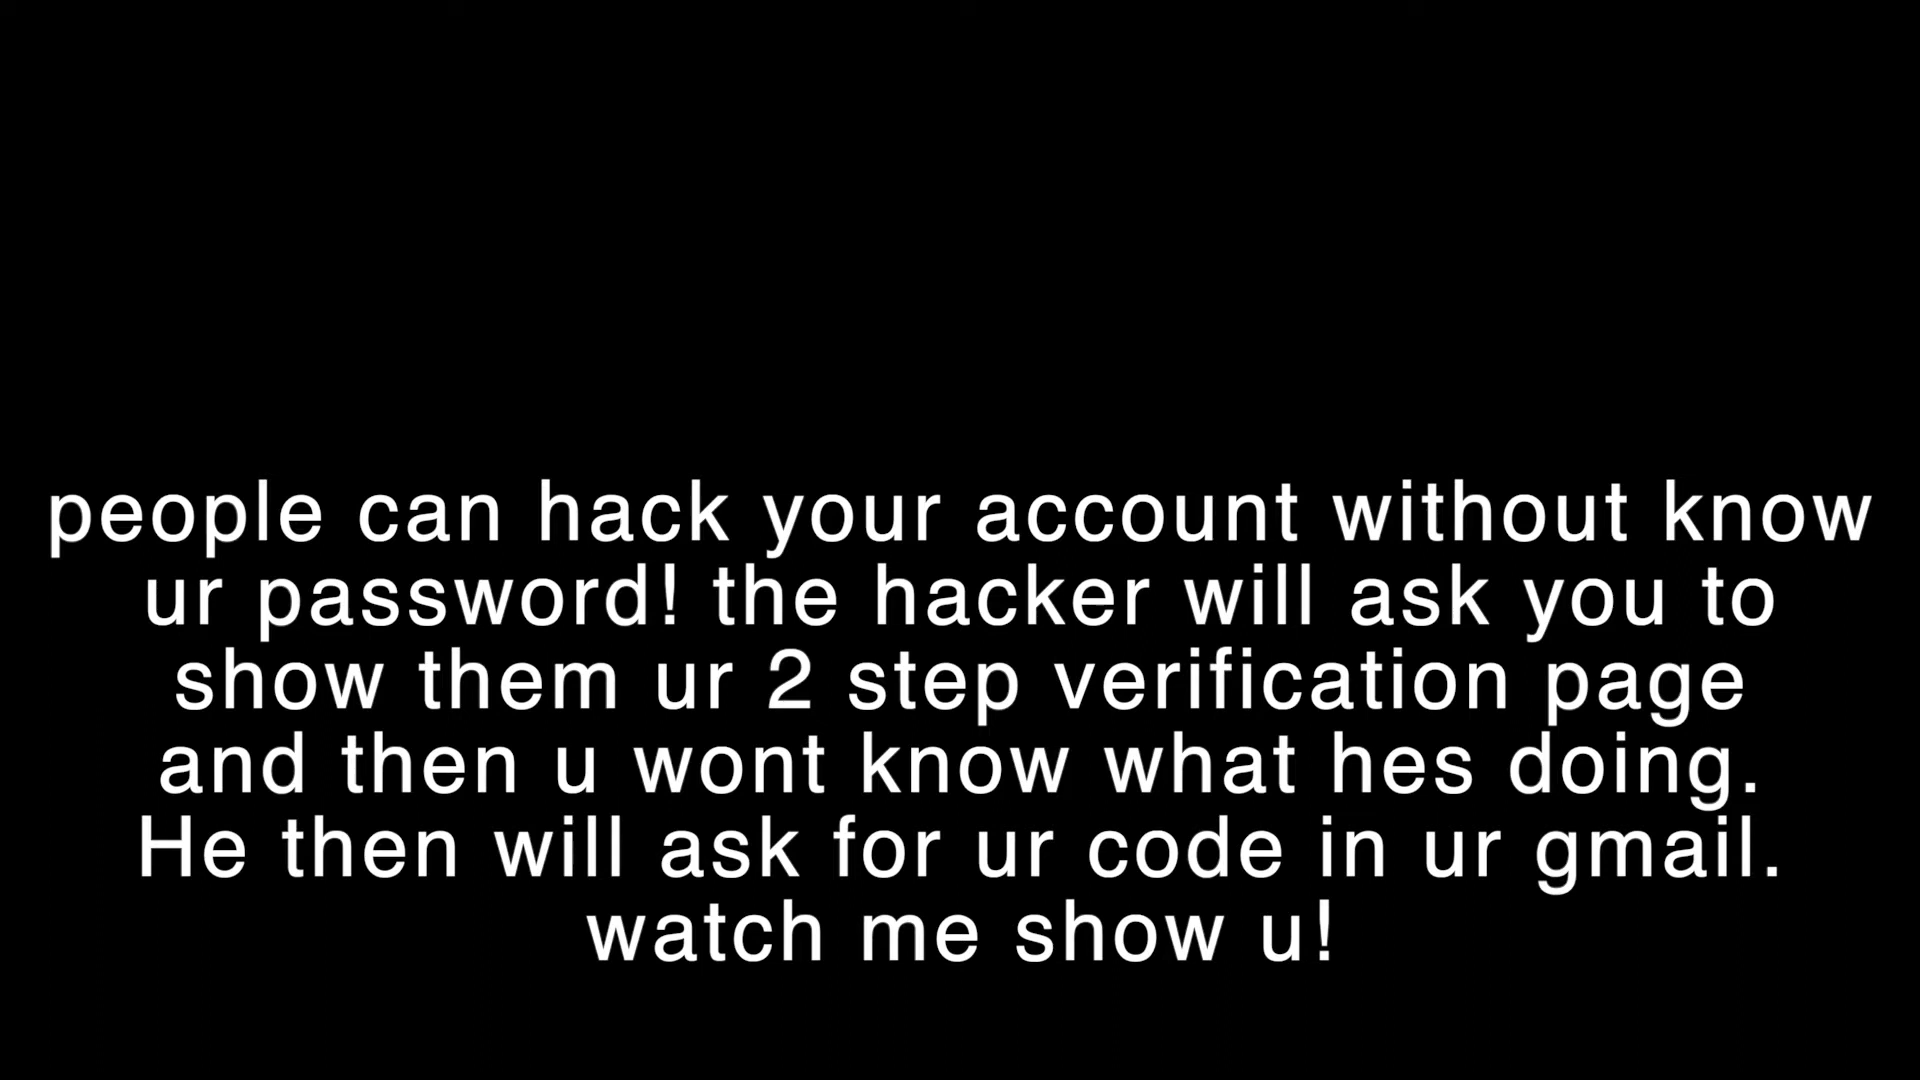 people can hack your account without know
ur password! the hacker will ask you to
show them ur 2 step verification page
and then u wont know what hes doing.
He then will ask for ur code in ur gmail.
watch me show u!